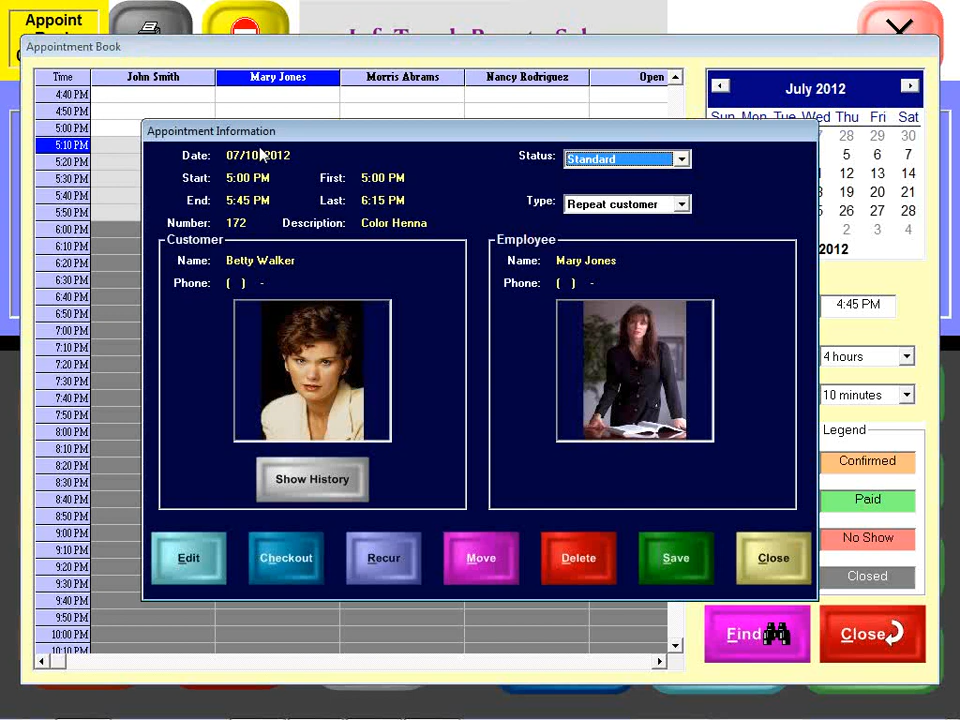 Appoint
Appointment Book
Time John Smith Mary Jones Morris Abrams Nancy Rodriguez Open
4:40 PM
4:50 PM
5:00 PM
5:10 PM
5:20 PM
5:30 PM
5:40 PM
5:50 PM
6:00 PM
6:10 PM
6:20 PM
6:30 PM
6:40 PM
6:50 PM
7:00 PM
7:10 PM
7:20 PM
7:30 PM
7:40 PM
7:50 PM
8:00 PM
8:10 PM
8:20 PM
8:30 PM
8:40 PM
8:50 PM
9:00 PM
9:10 PM
9:20 PM
9:30 PM
9:40 PM
9:50 PM
10:00 PM
10:10 PM
Appointment Information
Date: 07/10/2012 Status: Standard
Start: 5:00 PM First: 5:00 PM
End: 5:45 PM Last: 6:15 PM Type: Repeat customer
Number: 172 Description: Color Henna
Customer
Name: Betty Walker
Phone: ( ) -
Show History
Employee
Name: Mary Jones
Phone: ( ) -
Edit Checkout Recur Move Delete Save Close
July 2012
Sun Mon Tue Wed Thu Fri Sat
28 29 30
5 6 7
12 13 14
19 20 21
26 27 28
2 3 4
2012
4:45 PM
4 hours
10 minutes
Legend
Confirmed
Paid
No Show
Closed
Find Close